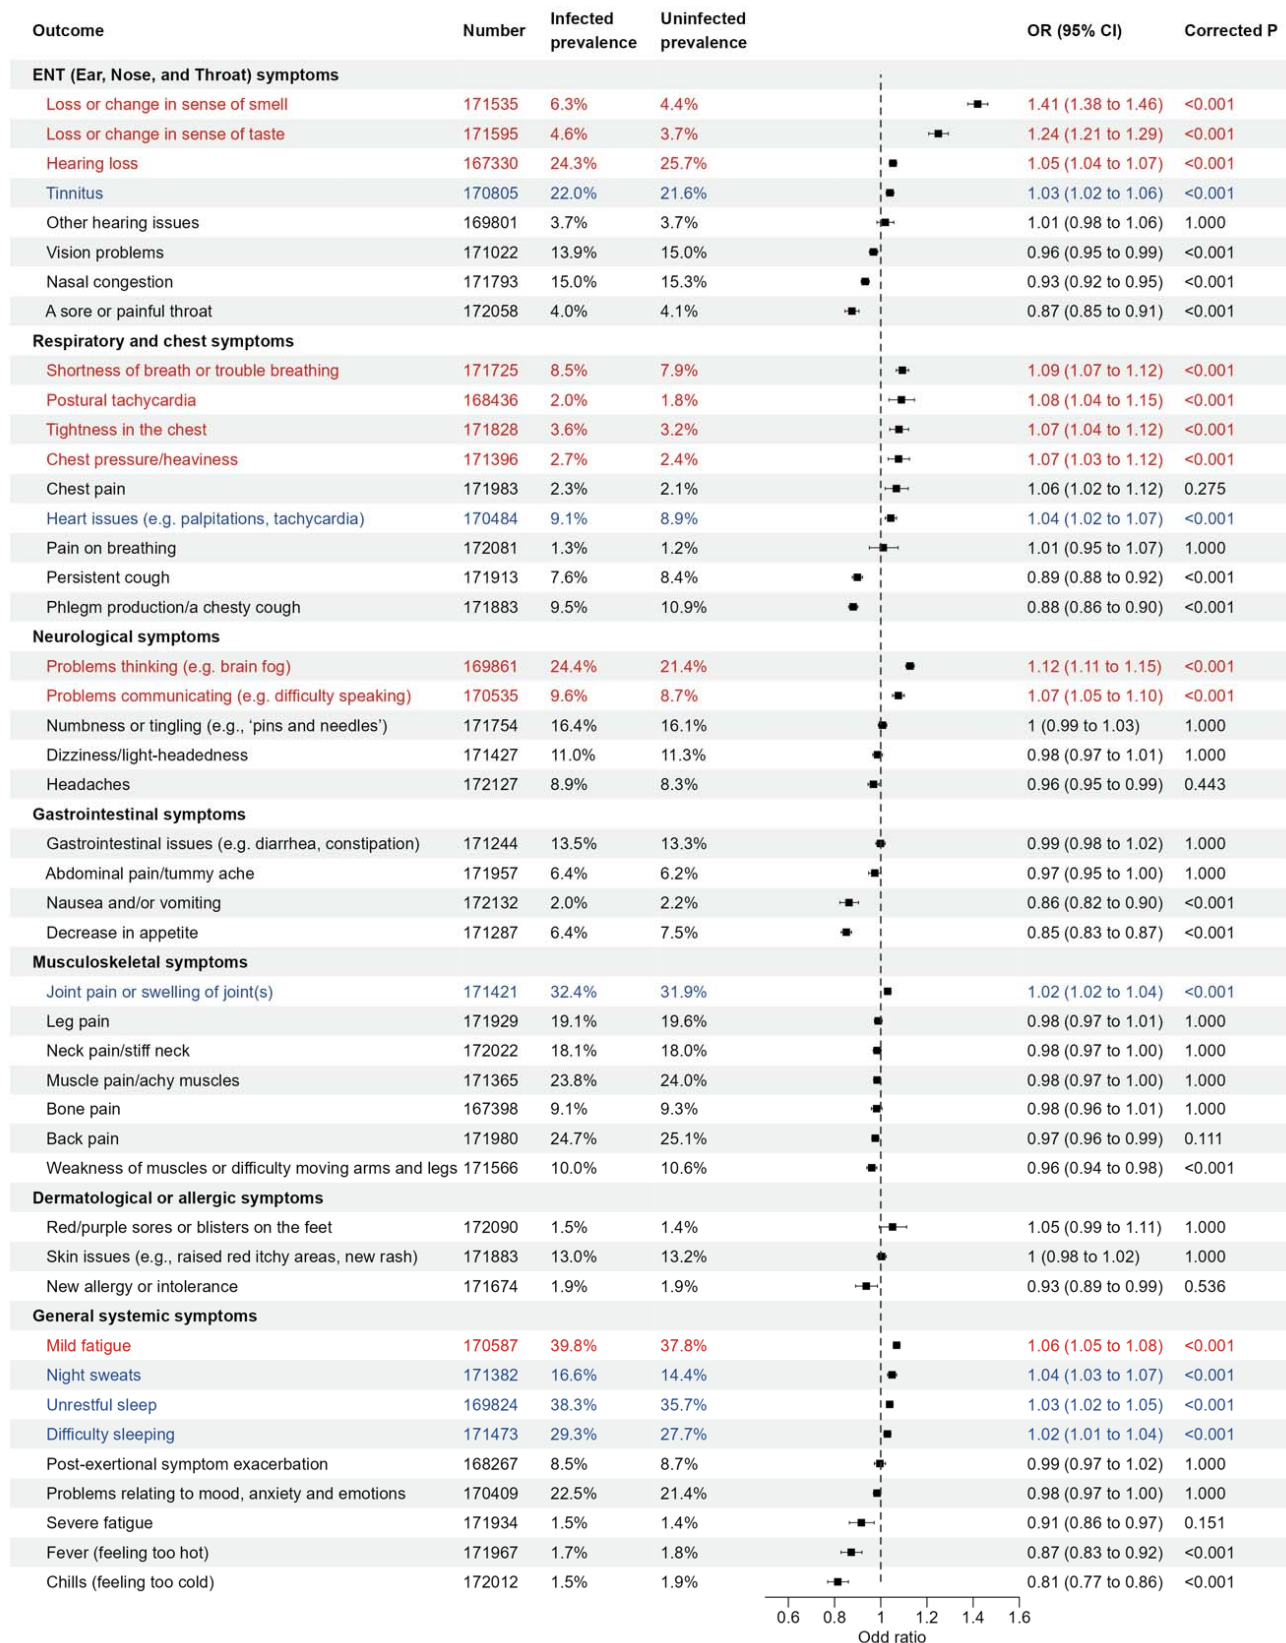 Outcome Number Infected prevalence Uninfected prevalence OR (95% CI) Corrected P
ENT (Ear, Nose, and Throat) symptoms
Loss or change in sense of smell 171535 6.3% 4.4% 1.41 (1.38 to 1.46) <0.001
Loss or change in sense of taste 171595 4.6% 3.7% 1.24 (1.21 to 1.29) <0.001
Hearing loss 167330 24.3% 25.7% 1.05 (1.04 to 1.07) <0.001
Tinnitus 170805 22.0% 21.6% 1.03 (1.02 to 1.06) <0.001
Other hearing issues 169801 3.7% 3.7% 1.01 (0.98 to 1.06) 1.000
Vision problems 171022 13.9% 15.0% 0.96 (0.95 to 0.99) <0.001
Nasal congestion 171793 15.0% 15.3% 0.93 (0.92 to 0.95) <0.001
A sore or painful throat 172058 4.0% 4.1% 0.87 (0.85 to 0.91) <0.001
Respiratory and chest symptoms
Shortness of breath or trouble breathing 171725 8.5% 7.9% 1.09 (1.07 to 1.12) <0.001
Postural tachycardia 168436 2.0% 1.8% 1.08 (1.04 to 1.15) <0.001
Tightness in the chest 171828 3.6% 3.2% 1.07 (1.04 to 1.12) <0.001
Chest pressure/heaviness 171396 2.7% 2.4% 1.07 (1.03 to 1.12) <0.001
Chest pain 171983 2.3% 2.1% 1.06 (1.02 to 1.12) 0.275
Heart issues (e.g. palpitations, tachycardia) 170484 9.1% 8.9% 1.04 (1.02 to 1.07) <0.001
Pain on breathing 172081 1.3% 1.2% 1.01 (0.95 to 1.07) 1.000
Persistent cough 171913 7.6% 8.4% 0.89 (0.88 to 0.92) <0.001
Phlegm production/a chesty cough 171883 9.5% 10.9% 0.88 (0.86 to 0.90) <0.001
Neurological symptoms
Problems thinking (e.g. brain fog) 169861 24.4% 21.4% 1.12 (1.11 to 1.15) <0.001
Problems communicating (e.g. difficulty speaking) 170535 9.6% 8.7% 1.07 (1.05 to 1.10) <0.001
Numbness or tingling (e.g., ‘pins and needles’) 171754 16.4% 16.1% 1 (0.99 to 1.03) 1.000
Dizziness/light-headedness 171427 11.0% 11.3% 0.98 (0.97 to 1.01) 1.000
Headaches 172127 8.9% 8.3% 0.96 (0.95 to 0.99) 0.443
Gastrointestinal symptoms
Gastrointestinal issues (e.g. diarrhea, constipation) 171244 13.5% 13.3% 0.99 (0.98 to 1.02) 1.000
Abdominal pain/tummy ache 171957 6.4% 6.2% 0.97 (0.95 to 1.00) 1.000
Nausea and/or vomiting 172132 2.0% 2.2% 0.86 (0.82 to 0.90) <0.001
Decrease in appetite 171287 6.4% 7.5% 0.85 (0.83 to 0.87) <0.001
Musculoskeletal symptoms
Joint pain or swelling of joint(s) 171421 32.4% 31.9% 1.02 (1.02 to 1.04) <0.001
Leg pain 171929 19.1% 19.6% 0.98 (0.97 to 1.01) 1.000
Neck pain/stiff neck 172022 18.1% 18.0% 0.98 (0.97 to 1.00) 1.000
Muscle pain/achy muscles 171365 23.8% 24.0% 0.98 (0.97 to 1.00) 1.000
Bone pain 167398 9.1% 9.3% 0.98 (0.96 to 1.01) 1.000
Back pain 171980 24.7% 25.1% 0.97 (0.96 to 0.99) 0.111
Weakness of muscles or difficulty moving arms and legs 171566 10.0% 10.6% 0.96 (0.94 to 0.98) <0.001
Dermatological or allergic symptoms
Red/purple sores or blisters on the feet 172090 1.5% 1.4% 1.05 (0.99 to 1.11) 1.000
Skin issues (e.g., raised red itchy areas, new rash) 171883 13.0% 13.2% 1 (0.98 to 1.02) 1.000
New allergy or intolerance 171674 1.9% 1.9% 0.93 (0.89 to 0.99) 0.536
General systemic symptoms
Mild fatigue 170587 39.8% 37.8% 1.06 (1.05 to 1.08) <0.001
Night sweats 171382 16.6% 14.4% 1.04 (1.03 to 1.07) <0.001
Unrestful sleep 169824 38.3% 35.7% 1.03 (1.02 to 1.05) <0.001
Difficulty sleeping 171473 29.3% 27.7% 1.02 (1.01 to 1.04) <0.001
Post-exertional symptom exacerbation 168267 8.5% 8.7% 0.99 (0.97 to 1.02) 1.000
Problems relating to mood, anxiety and emotions 170409 22.5% 21.4% 0.98 (0.97 to 1.00) 1.000
Severe fatigue 171934 1.5% 1.4% 0.91 (0.86 to 0.97) 0.151
Fever (feeling too hot) 171967 1.7% 1.8% 0.87 (0.83 to 0.92) <0.001
Chills (feeling too cold) 172012 1.5% 1.9% 0.81 (0.77 to 0.86) <0.001
0.6 0.8 1 1.2 1.4 1.6
Odd ratio